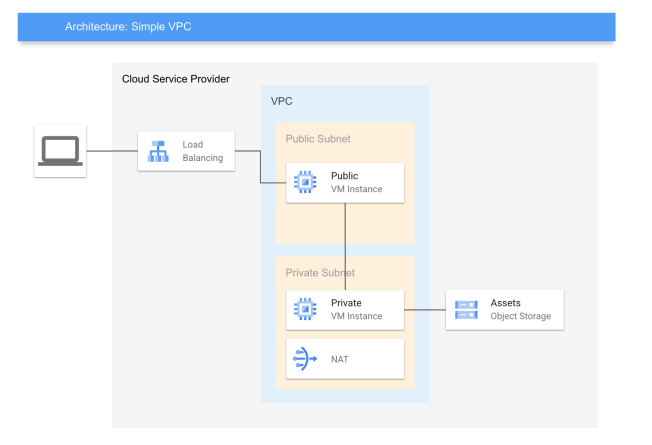 Architecture: Simple VPC
Cloud Service Provider
VPC
Public Subnet
Load
Balancing
Public
VM Instance
Private Subnet
Private
VM Instance
Assets
Object Storage
NAT